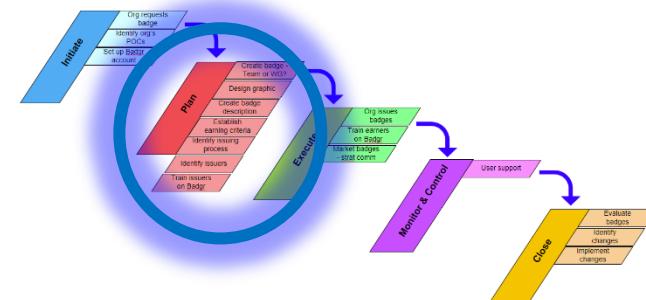 Initiate
Org requests
badge
Identify org's
POCs
Set up Badgr
account
Plan
Create badge -
Team or WG?
Design graphic
Create badge
description
Establish
earning criteria
Identify issuing
process
Identify issuers
Train issuers
on Badgr
Execute
Org issues
badges
Train earners
on Badgr
Market badges
- strat comm
Monitor & Control
User support
Close
Evaluate
badges
Identify
changes
Implement
changes